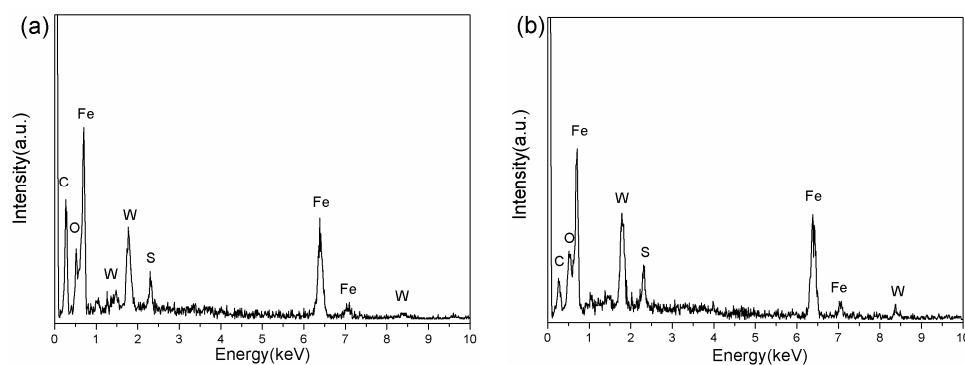 (a)
Intensity(a.u.)
C
O
Fe
W
W
S
Fe
Fe
W
0 1 2 3 4 5 6 7 8 9 10
Energy(keV)
(b)
Intensity(a.u.)
C
O
Fe
W
S
Fe
Fe
W
0 1 2 3 4 5 6 7 8 9 10
Energy(keV)